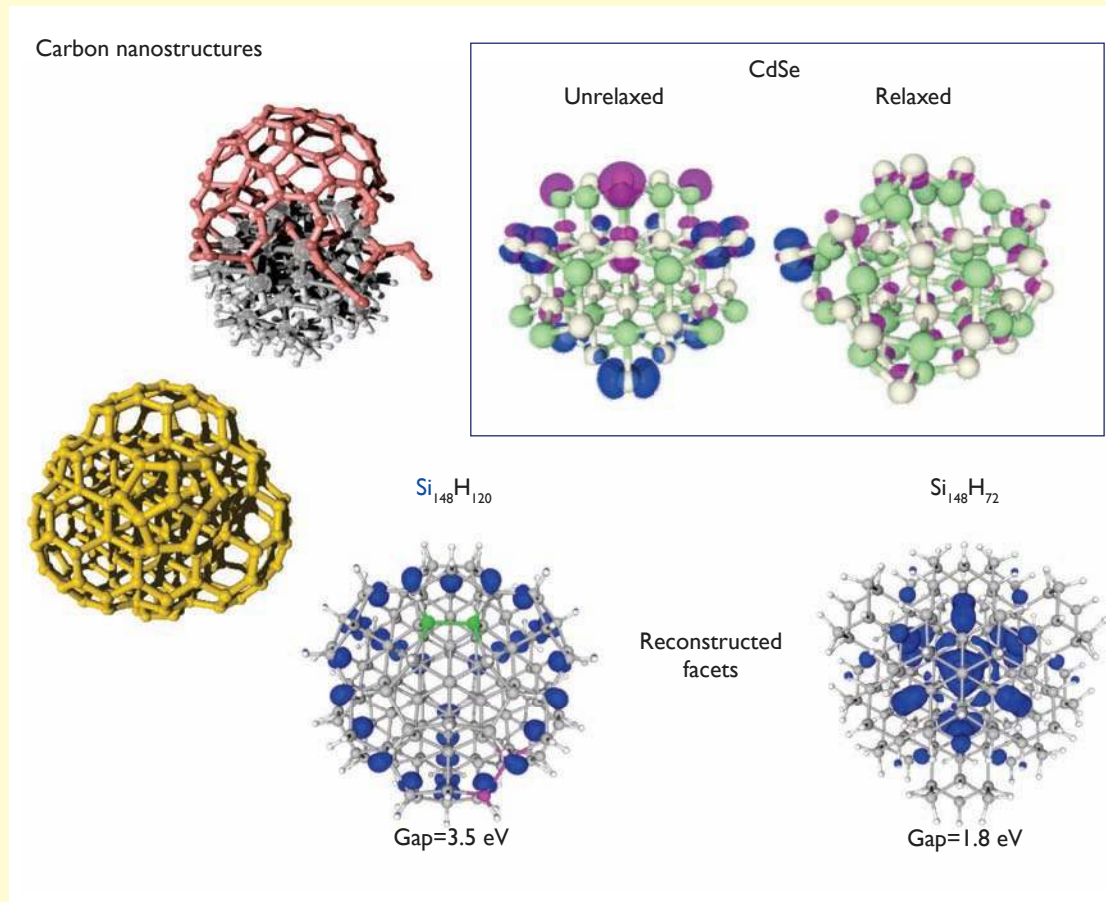 Carbon nanostructures
CdSe
Unrelaxed Relaxed
Si₁₄₈H₁₂₀ Si₁₄₈H₇₂
Reconstructed
facets
Gap=3.5 eV Gap=1.8 eV